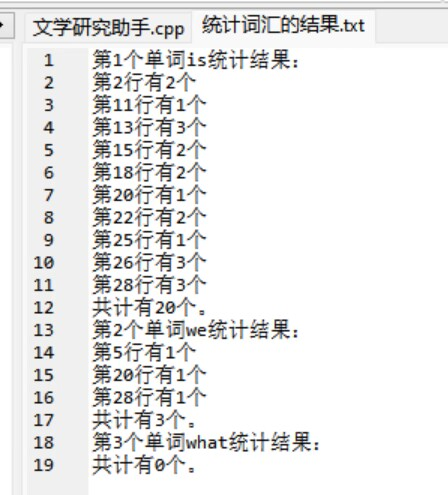 文学研究助手.cpp 统计词汇的结果.txt
1 第1个单词is统计结果:
2 第2行有2个
3 第11行有1个
4 第13行有3个
5 第15行有2个
6 第18行有2个
7 第20行有1个
8 第22行有2个
9 第25行有1个
10 第26行有3个
11 第28行有3个
12 共计有20个。
13 第2个单词we统计结果:
14 第5行有1个
15 第20行有1个
16 第28行有1个
17 共计有3个。
18 第3个单词what统计结果:
19 共计有0个。